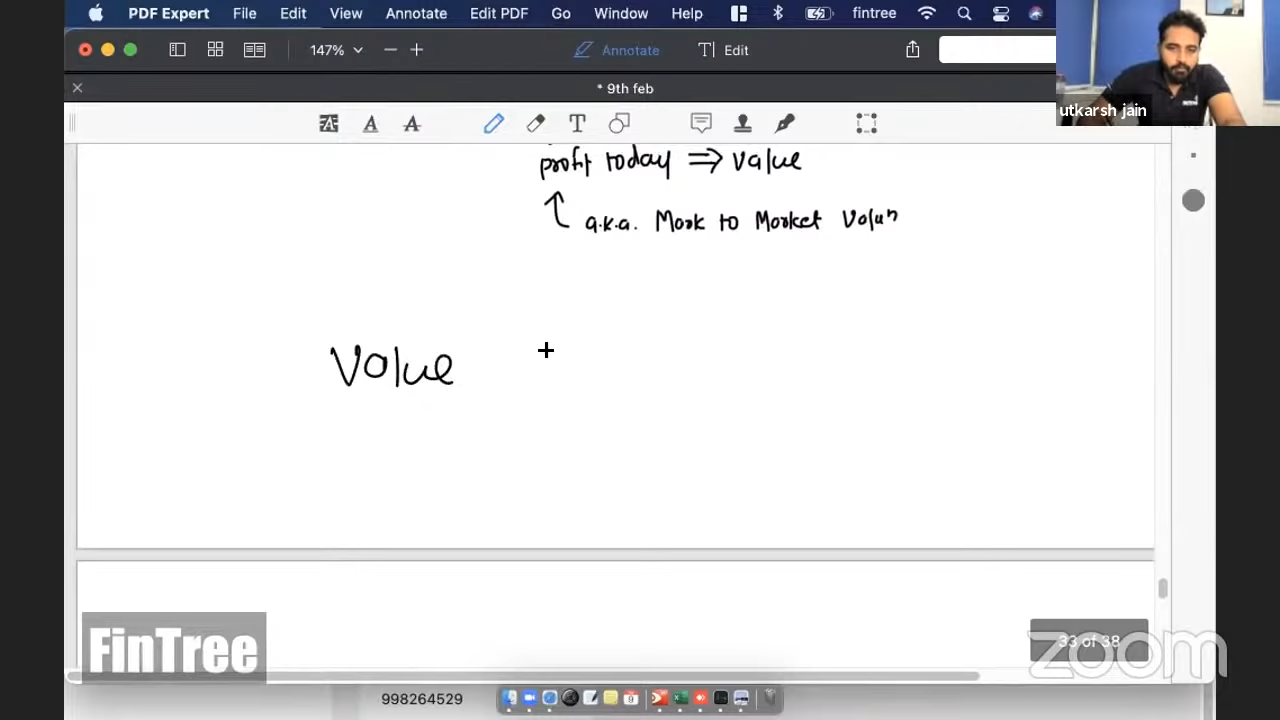 PDF Expert File Edit View Annotate Edit PDF Go Window Help fintree
147% Annotate T Edit
* 9th feb
utkarsh jain
profit today ⇒ value
a.k.a. Mark to Market Value
Value
FinTree
33 of 38
zoom
998264529